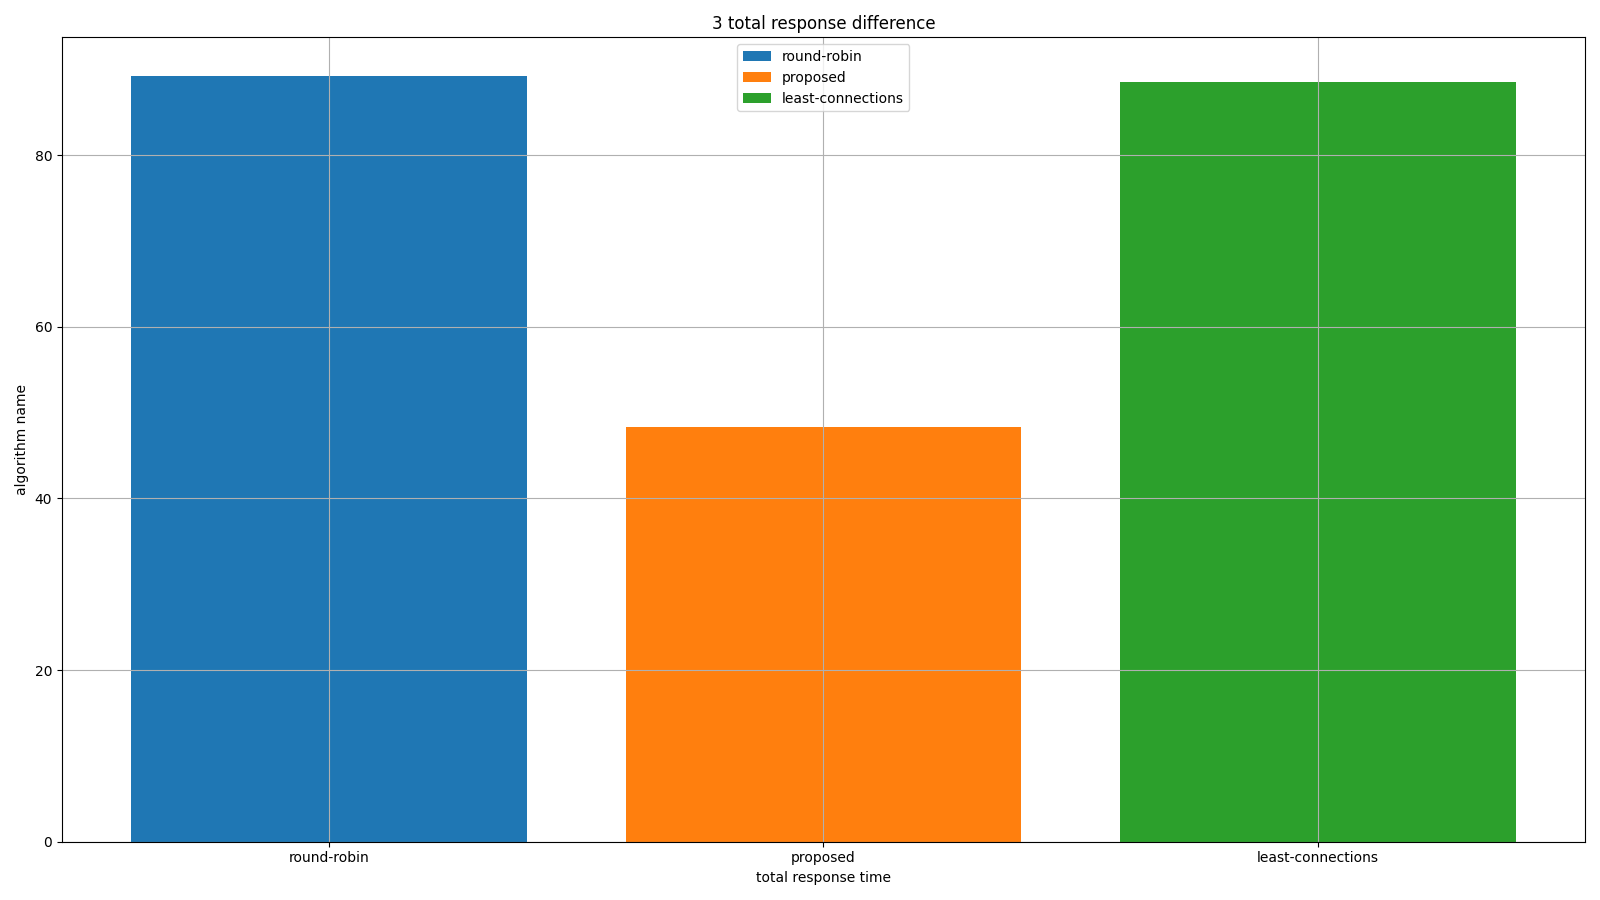 3 total response difference
round-robin
proposed
least-connections
80
60
40
20
0
algorithm name
round-robin
proposed
least-connections
total response time